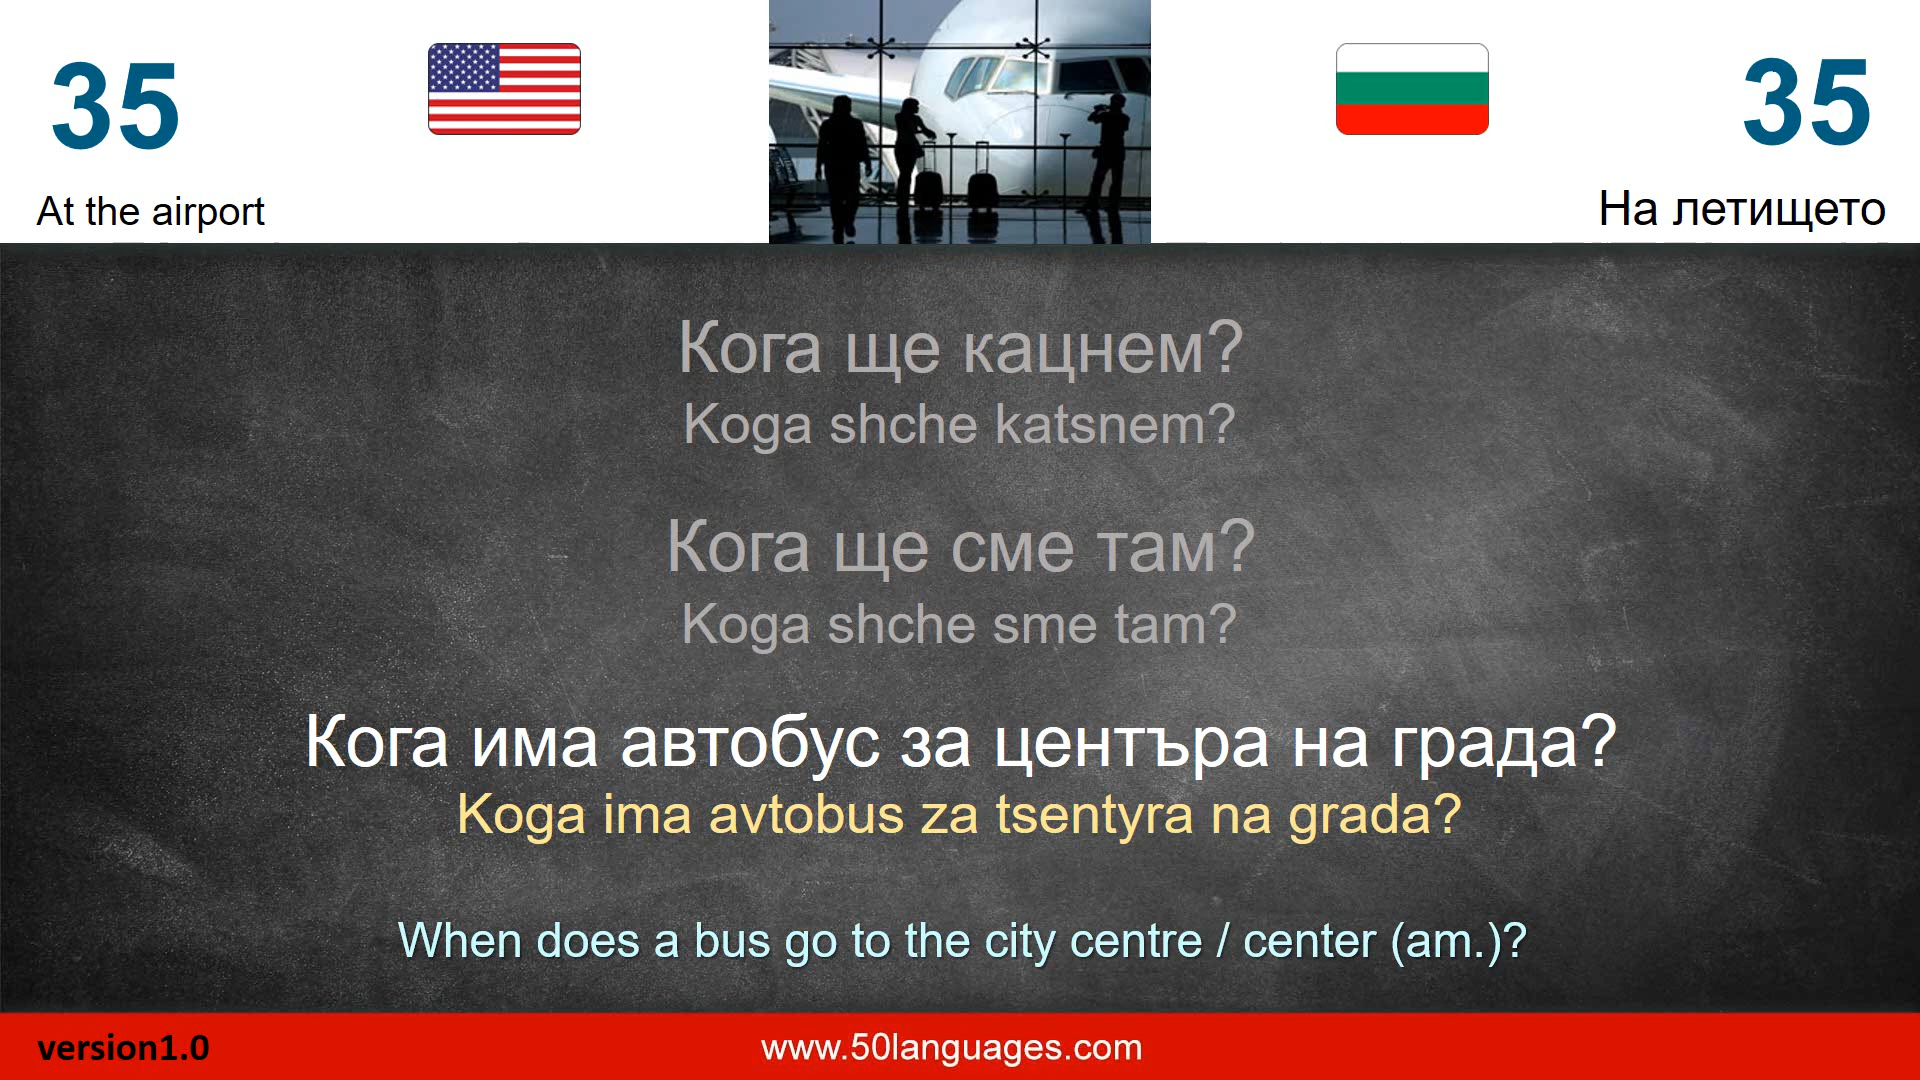 35
35
At the airport
На летището
Кога ще кацнем?
Koga shche katsnem?
Кога ще сме там?
Koga shche sme tam?
Кога има автобус за центъра на града?
Koga ima avtobus za tsentyra na grada?
When does a bus go to the city centre / center (am.)?
version1.0
www.50languages.com